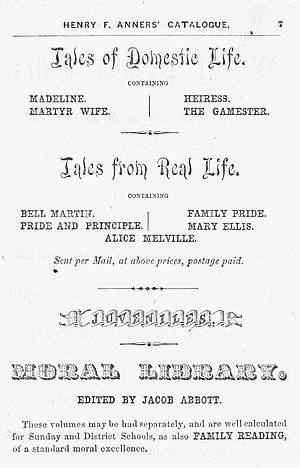 HENRY F. ANNERS' CATALOGUE. 7
Tales of Domestic Life.
CONTAINING
MADELINE. HEIRESS.
MARTYR WIFE. THE GAMESTER.
Tales from Real Life.
CONTAINING
BELL MARTIN. FAMILY PRIDE.
PRIDE AND PRINCIPLE. MARY ELLIS.
ALICE MELVILLE.
Sent per Mail, at above prices, postage paid.
JUVENILES.
MORAL LIBRARY.
EDITED BY JACOB ABBOTT.
These volumes may be had separately, and are well calculated
for Sunday and District Schools, as also FAMILY READING,
of a standard moral excellence.